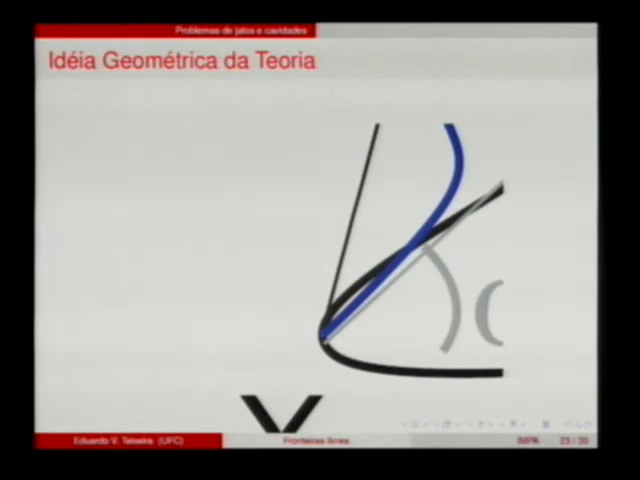 Problemas de jatos e cavidades
Idéia Geométrica da Teoria
Eduardo V. Teixeira (UFC)
Fronteiras livres
IMPA
23 / 30